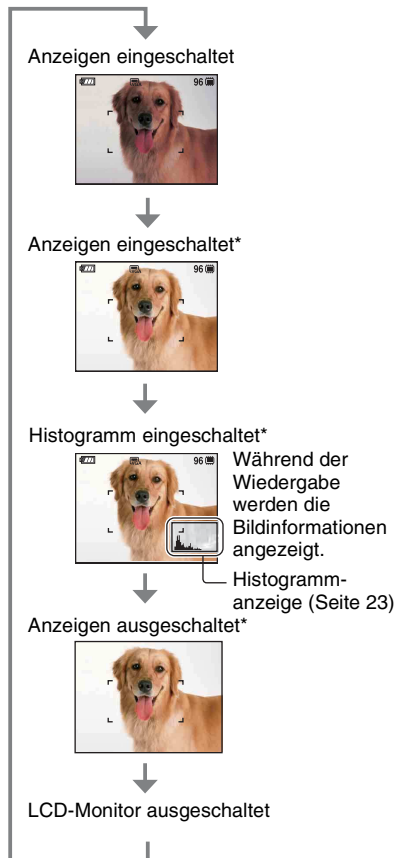 Anzeigen eingeschaltet
96
Anzeigen eingeschaltet*
96
Histogramm eingeschaltet*
96
Während der
Wiedergabe
werden die
Bildinformationen
angezeigt.
Histogramm-
anzeige (Seite 23)
Anzeigen ausgeschaltet*
LCD-Monitor ausgeschaltet